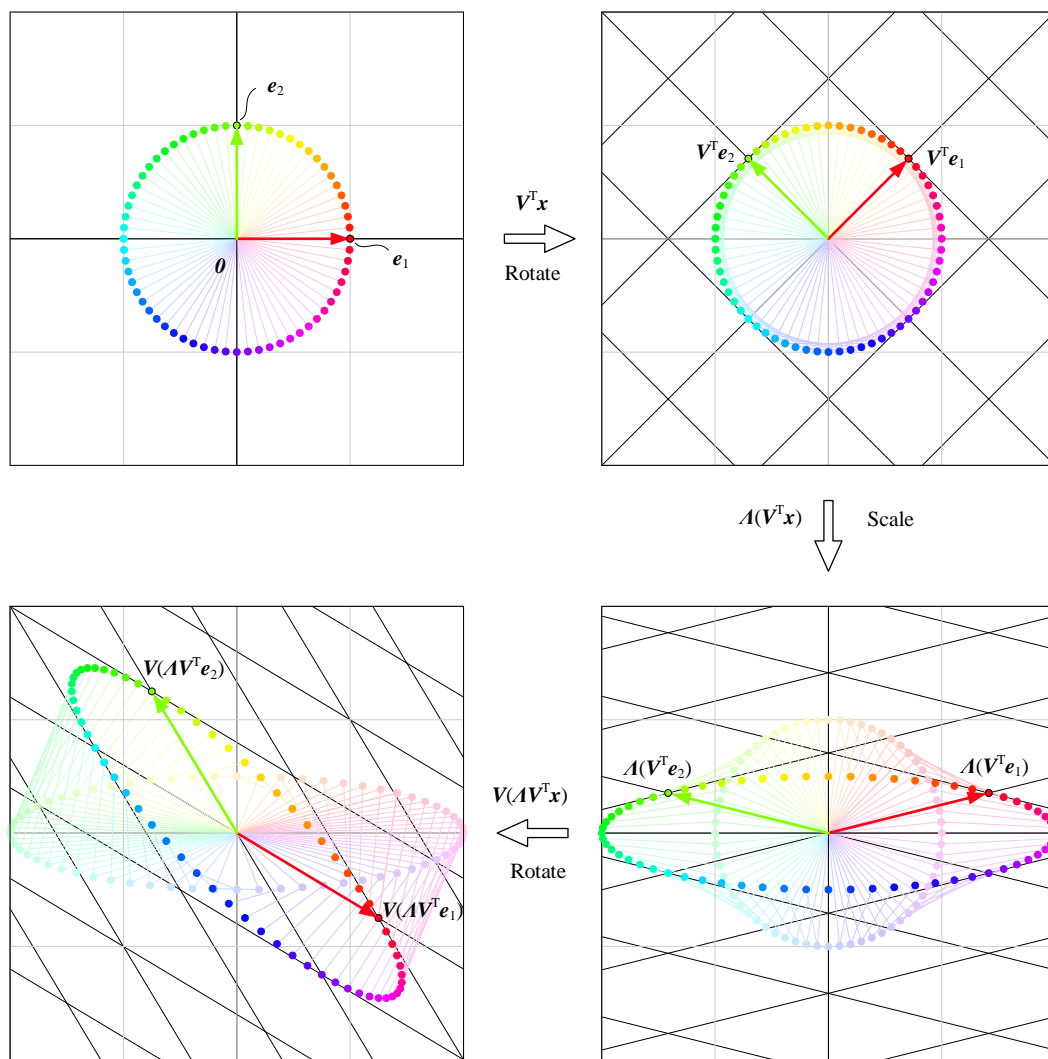 e₂
e₁
0
Vᵀx
Rotate
Vᵀe₂
Vᵀe₁
Λ(Vᵀx)
Scale
V(ΛVᵀe₂)
V(ΛVᵀe₁)
V(ΛVᵀx)
Rotate
Λ(Vᵀe₂)
Λ(Vᵀe₁)